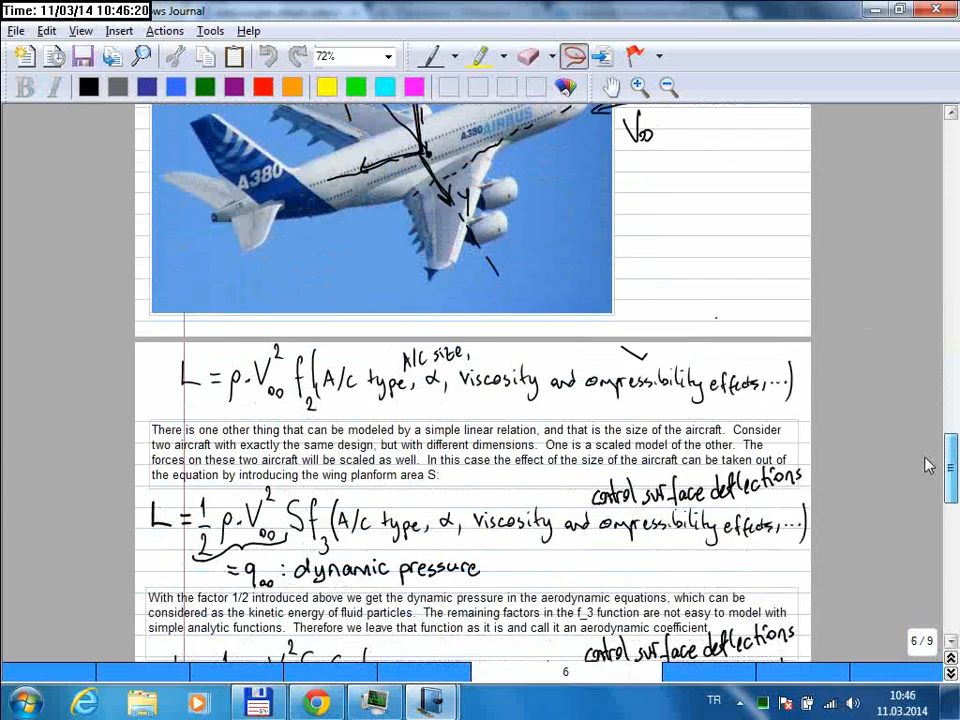 Time: 11/03/14 10:46:20 ws Journal
File Edit View Insert Actions Tools Help
72%
B I
A380 AIRBUS
A380
V∞
y
A/C size,
L = ρ.V∞² f₂(A/C type, α, viscosity and compressibility effects,...)
There is one other thing that can be modeled by a simple linear relation, and that is the size of the aircraft. Consider
two aircraft with exactly the same design, but with different dimensions. One is a scaled model of the other. The
forces on these two aircraft will be scaled as well. In this case the effect of the size of the aircraft can be taken out of
the equation by introducing the wing planform area S:
control surface deflections
L = 1/2 ρ.V∞² S f₃ (A/C type, α, viscosity and compressibility effects,...)
= q∞ : dynamic pressure
With the factor 1/2 introduced above we get the dynamic pressure in the aerodynamic equations, which can be
considered as the kinetic energy of fluid particles. The remaining factors in the f_3 function are not easy to model with
simple analytic functions. Therefore we leave that function as it is and call it an aerodynamic coefficient.
control surface deflections
6 / 9
6
TR
10:46
11.03.2014